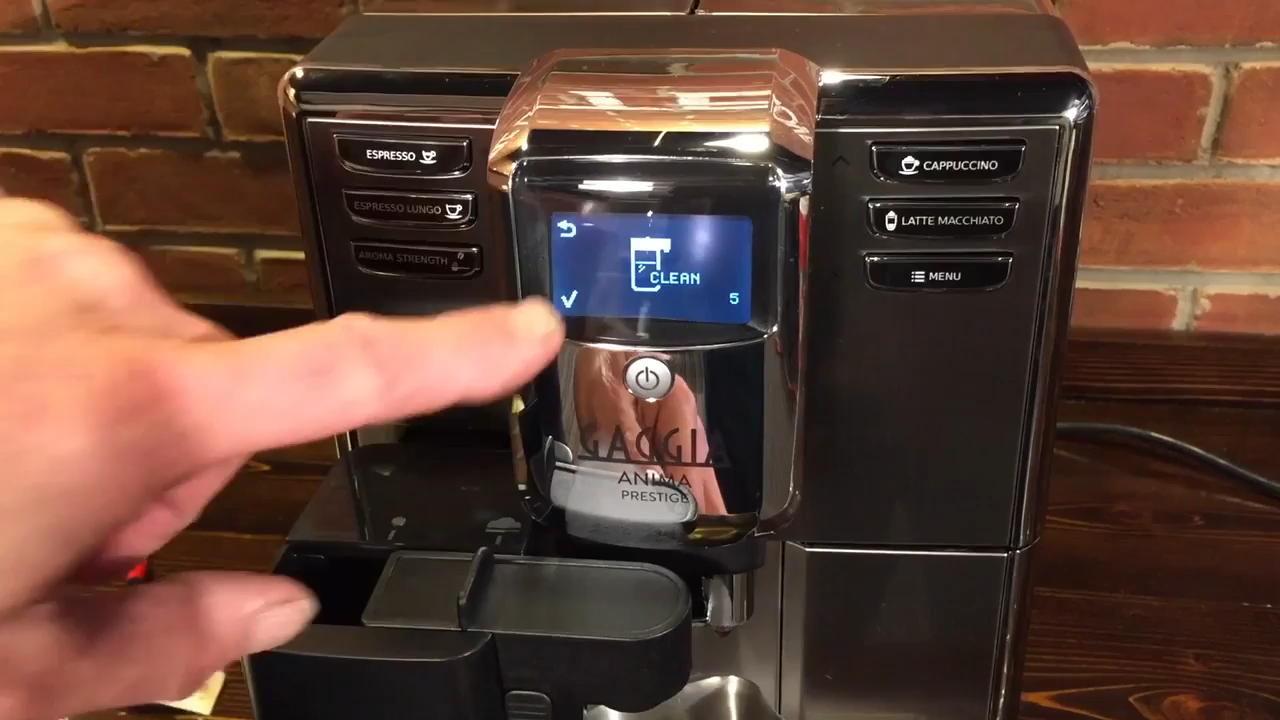 ESPRESSO
ESPRESSO LUNGO
AROMA STRENGTH
CLEAN
5
CAPPUCCINO
LATTE MACCHIATO
MENU
GAGGIA
ANIMA
PRESTIGE